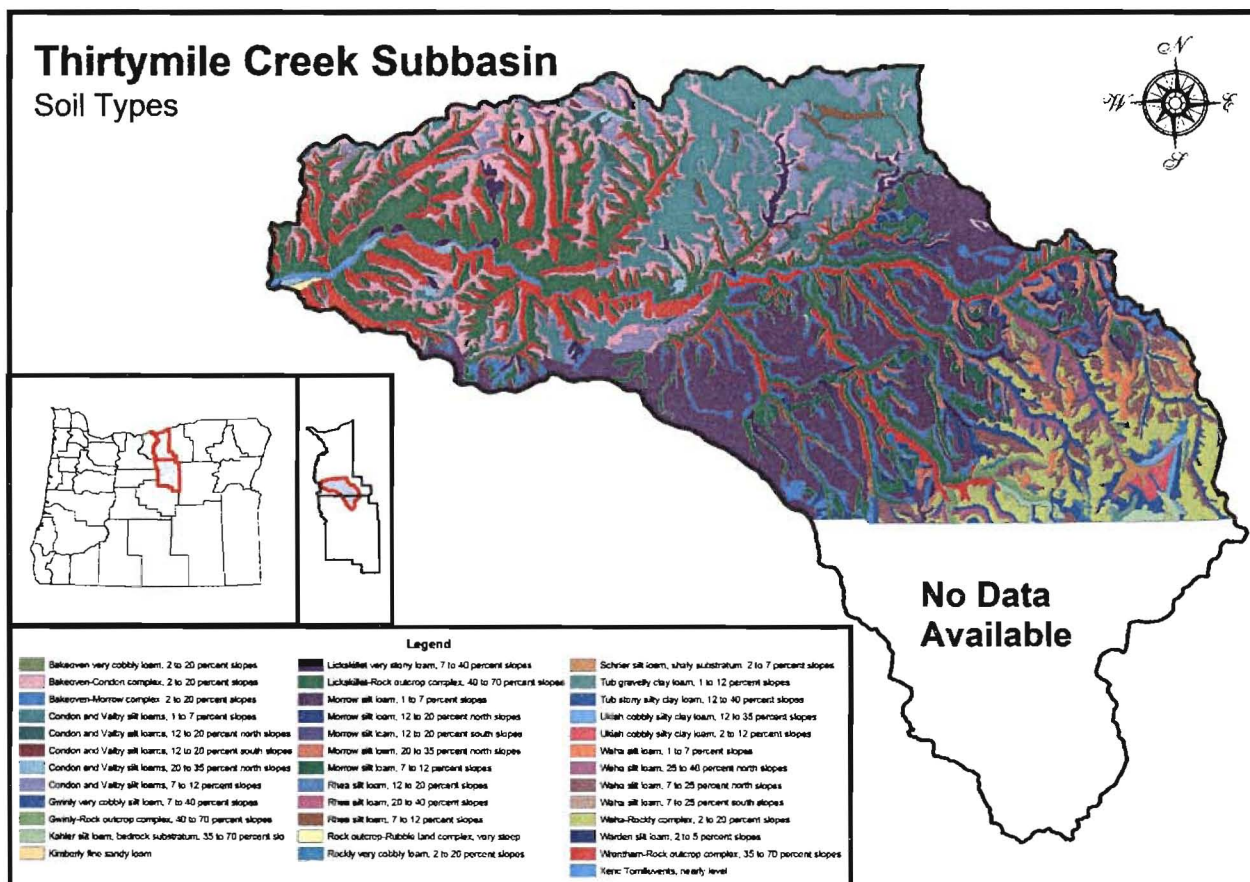 Thirtymile Creek Subbasin
Soil Types
N
W
E
S
No Data
Available
Legend
Bakeoven very cobbly loam, 2 to 20 percent slopes
Bakeoven-Condon complex, 2 to 20 percent slopes
Bakeoven-Morrow complex 2 to 20 percent slopes
Condon and Valby silt loams, 1 to 7 percent slopes
Condon and Valby silt loams, 12 to 20 percent north slopes
Condon and Valby silt loams, 12 to 20 percent south slopes
Condon and Valby silt loams, 20 to 35 percent north slopes
Condon and Valby silt loams, 7 to 12 percent slopes
Gwinly very cobbly silt loam, 7 to 40 percent slopes
Gwinly-Rock outcrop complex, 40 to 70 percent slopes
Kahler silt loam, bedrock substratum, 35 to 70 percent slo
Kimberly fine sandy loam
Lickskillet very stony loam, 7 to 40 percent slopes
Lickskillet-Rock outcrop complex, 40 to 70 percent slopes
Morrow silt loam, 1 to 7 percent slopes
Morrow silt loam, 12 to 20 percent north slopes
Morrow silt loam, 12 to 20 percent south slopes
Morrow silt loam, 20 to 35 percent north slopes
Morrow silt loam, 7 to 12 percent slopes
Rhea silt loam, 12 to 20 percent slopes
Rhea silt loam, 20 to 40 percent slopes
Rhea silt loam, 7 to 12 percent slopes
Rock outcrop-Rubble land complex, very steep
Rockly very cobbly loam, 2 to 20 percent slopes
Schrier silt loam, shaly substratum 2 to 7 percent slopes
Tub gravelly clay loam, 1 to 12 percent slopes
Tub stony silty clay loam, 12 to 40 percent slopes
Ukiah cobbly silty clay loam, 12 to 35 percent slopes
Ukiah cobbly silty clay loam, 2 to 12 percent slopes
Waha silt loam, 1 to 7 percent slopes
Waha silt loam, 25 to 40 percent north slopes
Waha silt loam, 7 to 25 percent north slopes
Waha silt loam, 7 to 25 percent south slopes
Waha-Rockly complex, 2 to 20 percent slopes
Warden silt loam, 2 to 5 percent slopes
Wrentham-Rock outcrop complex, 35 to 70 percent slopes
Xeric Torrifluvents, nearly level